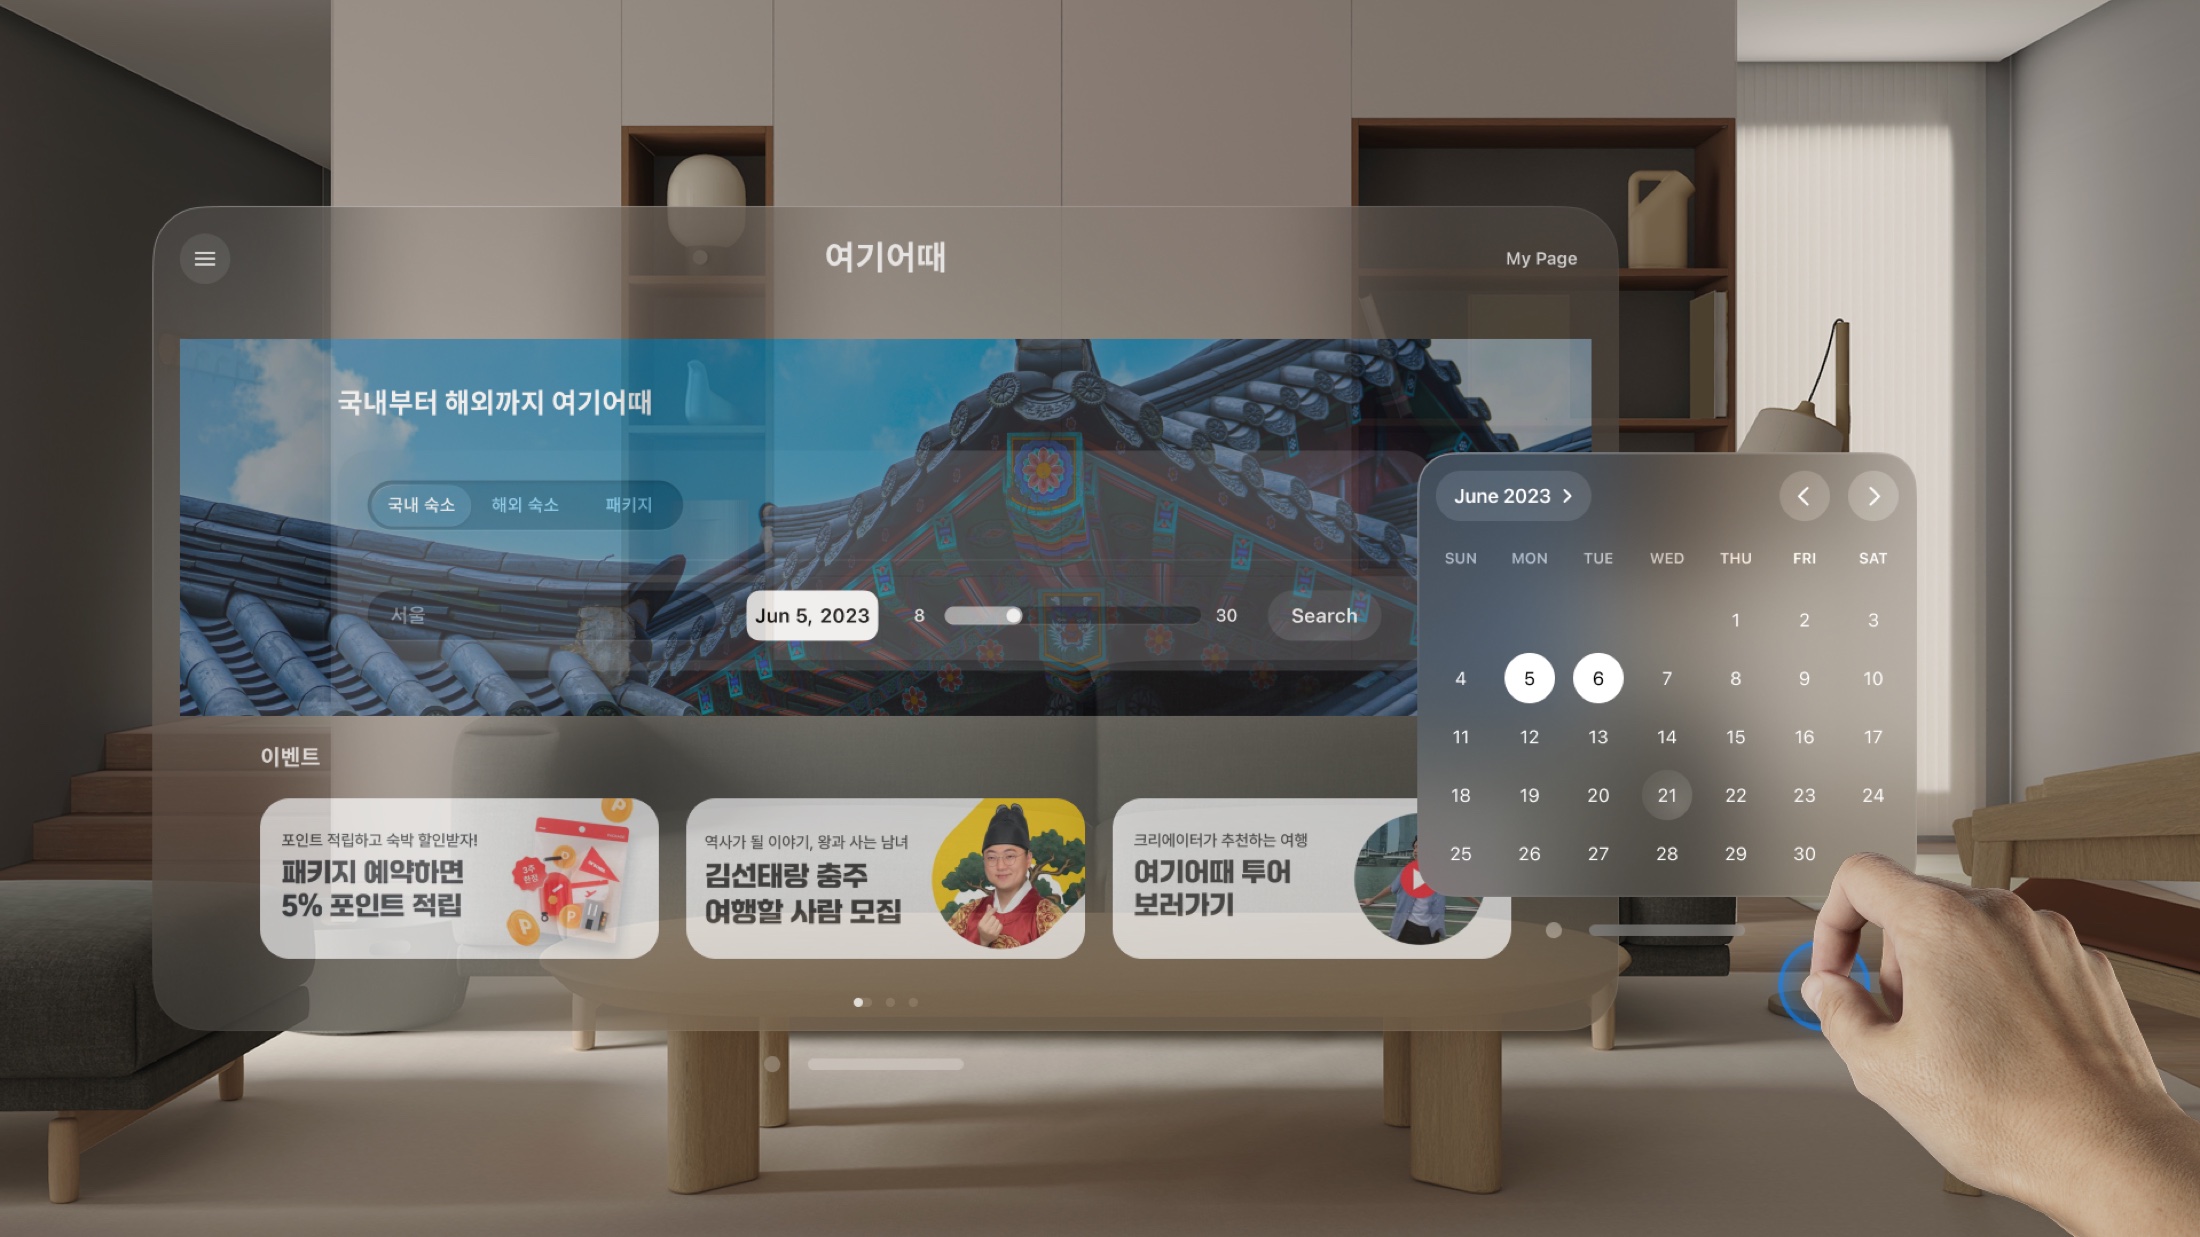 여기어때
My Page
국내부터 해외까지 여기어때
국내 숙소 해외 숙소 패키지
서울
Jun 5, 2023
8
30
Search
June 2023
SUN MON TUE WED THU FRI SAT
1 2 3
4 5 6 7 8 9 10
11 12 13 14 15 16 17
18 19 20 21 22 23 24
25 26 27 28 29 30
이벤트
포인트 적립하고 숙박 할인받자!
패키지 예약하면
5% 포인트 적립
3주
한정
P
P
P
역사가 될 이야기, 왕과 사는 남녀
김선태랑 충주
여행할 사람 모집
크리에이터가 추천하는 여행
여기어때 투어
보러가기